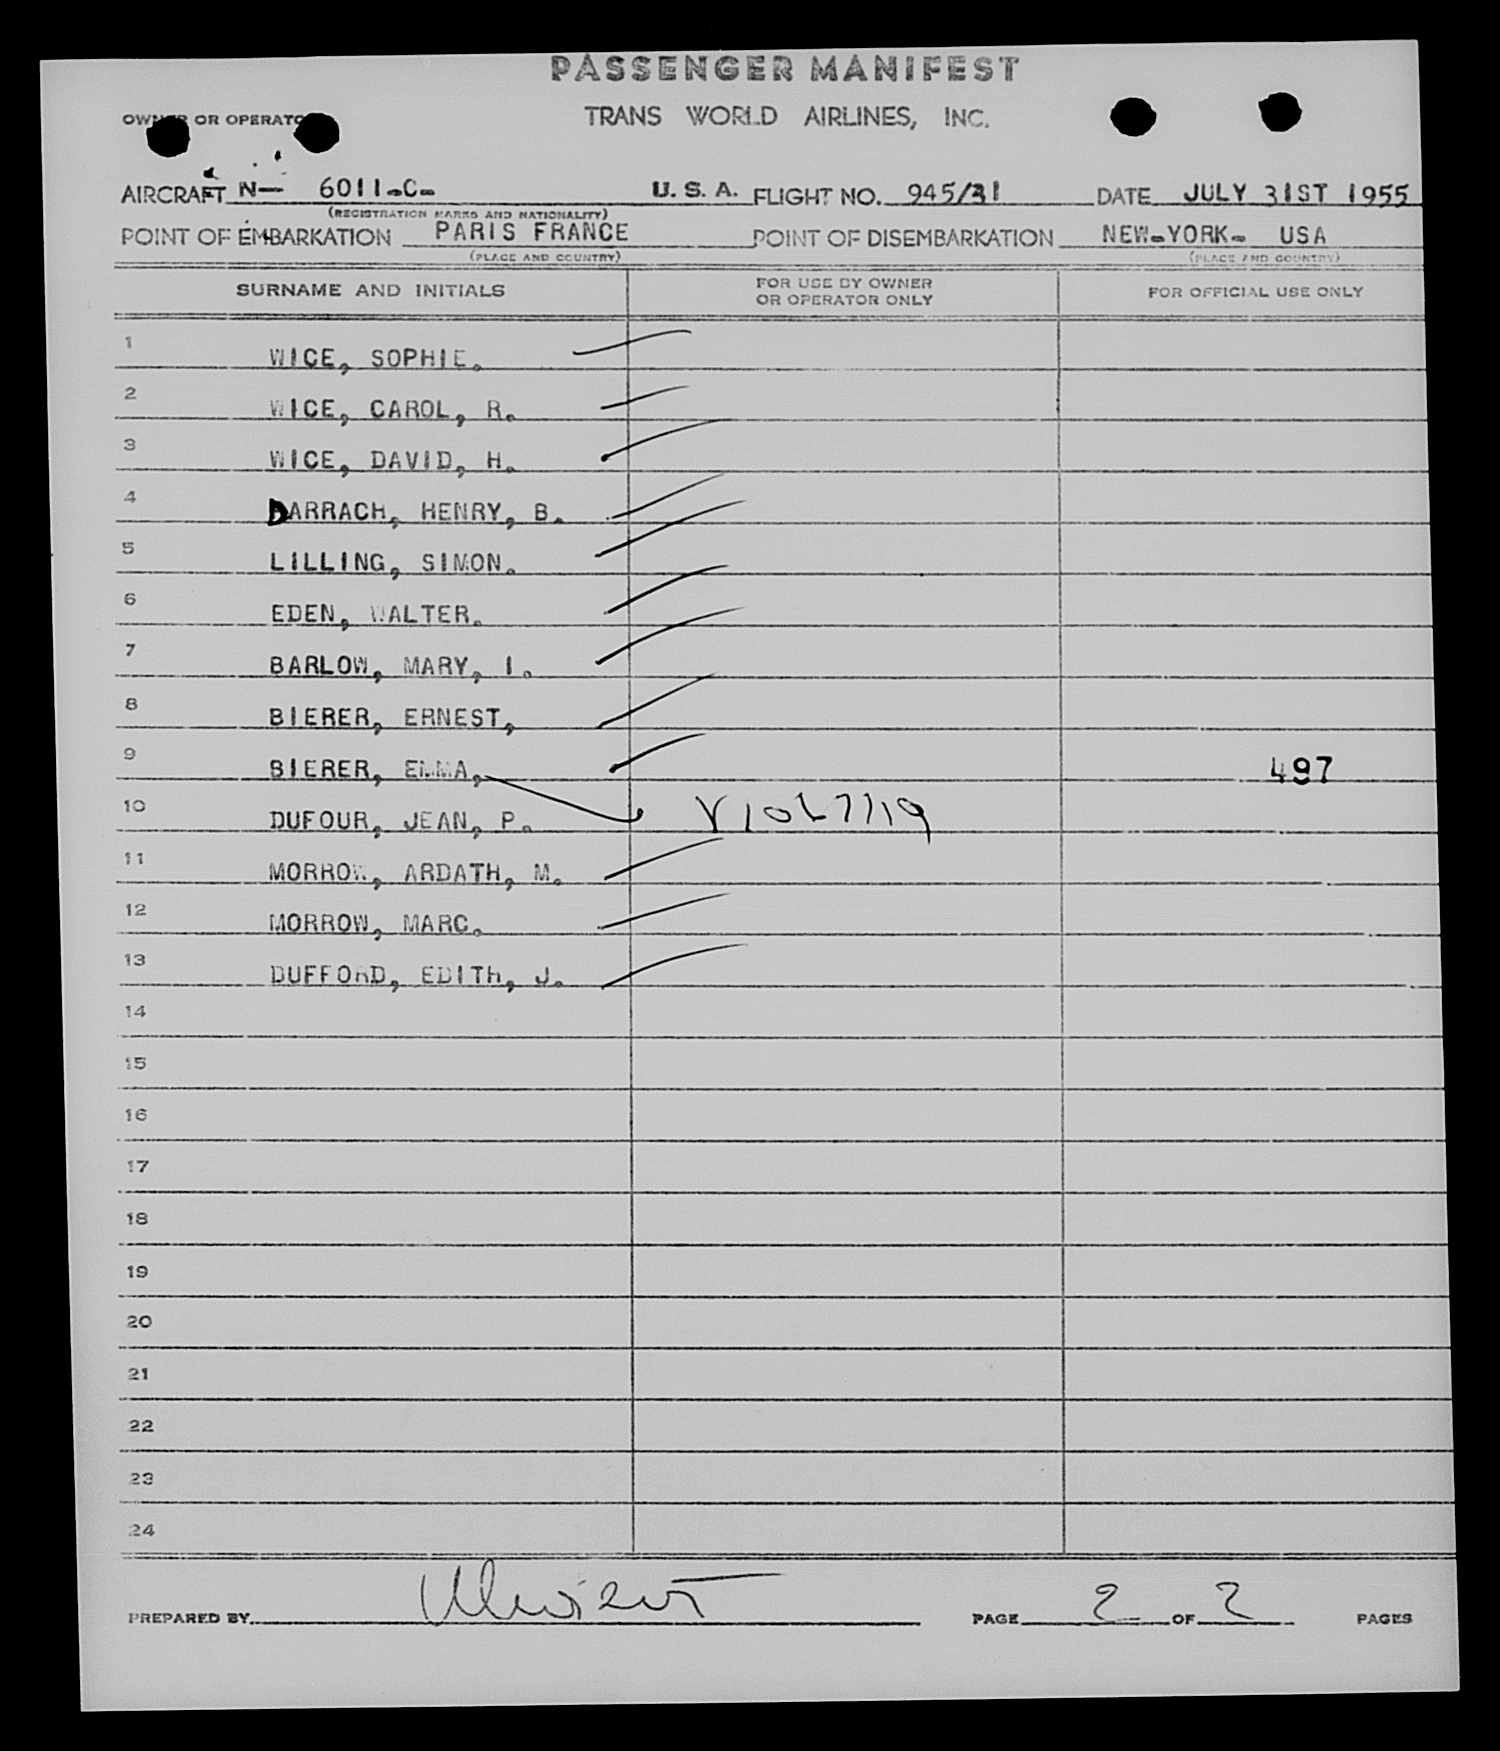 PASSENGER MANIFEST
OWNER OR OPERATOR TRANS WORLD AIRLINES, INC.
AIRCRAFT N— 6011-C- U. S. A. FLIGHT NO. 945/31 DATE JULY 31ST 1955
(REGISTRATION MARKS AND NATIONALITY)
POINT OF EMBARKATION PARIS FRANCE POINT OF DISEMBARKATION NEW-YORK- USA
(PLACE AND COUNTRY) (PLACE AND COUNTRY)
SURNAME AND INITIALS FOR USE BY OWNER OR OPERATOR ONLY FOR OFFICIAL USE ONLY
1 WICE, SOPHIE.
2 WICE, CAROL, R.
3 WICE, DAVID, H.
4 DARRACH, HENRY, B.
5 LILLING, SIMON.
6 EDEN, WALTER.
7 BARLOW, MARY, I.
8 BIERER, ERNEST,
9 BIERER, EMMA, 497
10 DUFOUR, JEAN, P.
11 MORROW, ARDATH, M.
12 MORROW, MARC.
13 DUFFORD, EDITH, J.
14
15
16
17
18
19
20
21
22
23
24
PREPARED BY PAGE 2 OF 2 PAGES